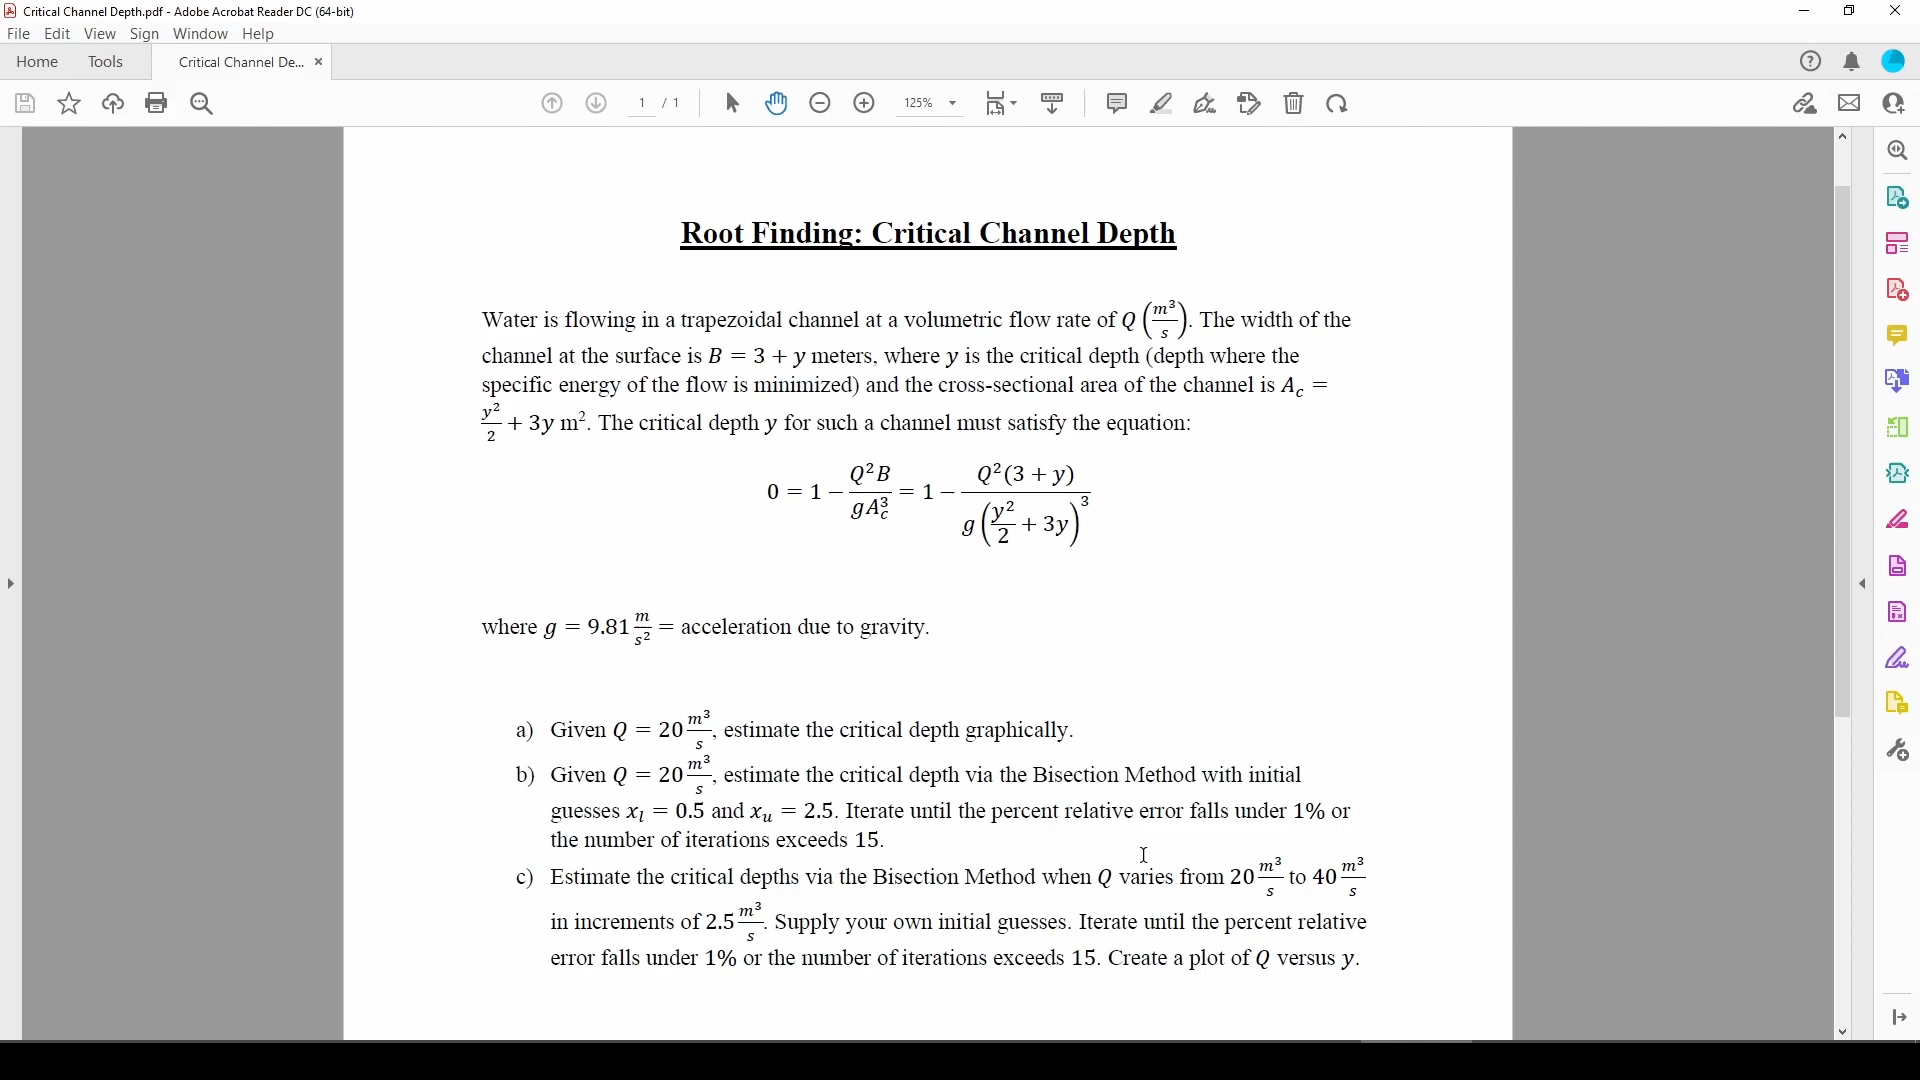 Critical Channel Depth.pdf - Adobe Acrobat Reader DC (64-bit)
File Edit View Sign Window Help
Home Tools Critical Channel De... ×
1 / 1 125%
Root Finding: Critical Channel Depth
Water is flowing in a trapezoidal channel at a volumetric flow rate of Q (m³/s). The width of the
channel at the surface is B = 3 + y meters, where y is the critical depth (depth where the
specific energy of the flow is minimized) and the cross-sectional area of the channel is A_c =
y²/2 + 3y m². The critical depth y for such a channel must satisfy the equation:
0 = 1 − Q²B/(gA_c³) = 1 − Q²(3 + y)/(g(y²/2 + 3y)³)
where g = 9.81 m/s² = acceleration due to gravity.
a) Given Q = 20 m³/s, estimate the critical depth graphically.
b) Given Q = 20 m³/s, estimate the critical depth via the Bisection Method with initial
guesses x_l = 0.5 and x_u = 2.5. Iterate until the percent relative error falls under 1% or
the number of iterations exceeds 15.
c) Estimate the critical depths via the Bisection Method when Q varies from 20 m³/s to 40 m³/s
in increments of 2.5 m³/s. Supply your own initial guesses. Iterate until the percent relative
error falls under 1% or the number of iterations exceeds 15. Create a plot of Q versus y.